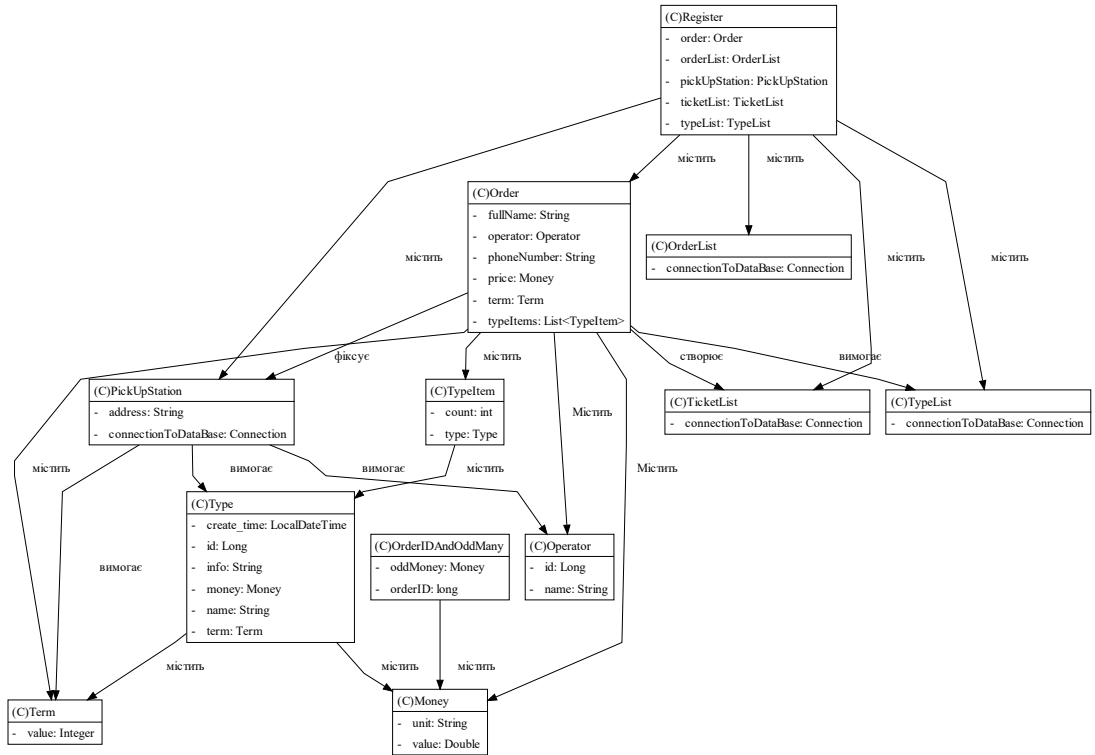 (C)Register
- order: Order
- orderList: OrderList
- pickUpStation: PickUpStation
- ticketList: TicketList
- typeList: TypeList
містить
містить
(C)Order
- fullName: String
- operator: Operator
- phoneNumber: String
- price: Money
- term: Term
- typeItems: List<TypeItem>
(C)OrderList
- connectionToDataBase: Connection
містить
містить
містить
фіксує
містить
створює
вимогає
(C)PickUpStation
- address: String
- connectionToDataBase: Connection
(C)TypeItem
- count: int
- type: Type
Містить
(C)TicketList
- connectionToDataBase: Connection
(C)TypeList
- connectionToDataBase: Connection
містить
вимогає
вимогає
містить
Містить
(C)Type
- create_time: LocalDateTime
- id: Long
- info: String
- money: Money
- name: String
- term: Term
вимогає
(C)OrderIDAndOddMany
- oddMoney: Money
- orderID: long
(C)Operator
- id: Long
- name: String
містить
містить
містить
(C)Term
- value: Integer
(C)Money
- unit: String
- value: Double